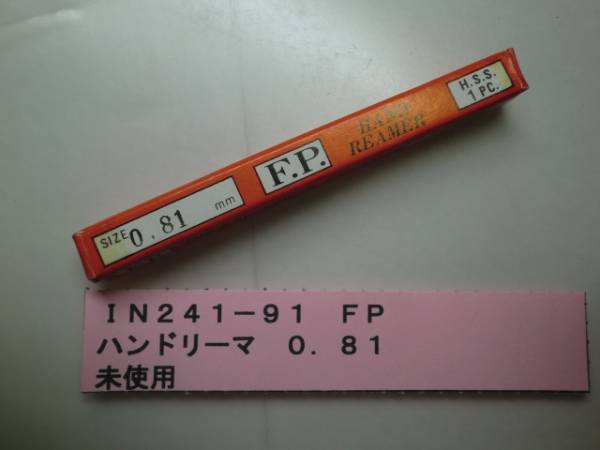 SIZE 0.81 mm
F.P.
HAND
REAMER
H.S.S.
1 PC.
IN241-91 FP
ハンドリーマ 0.81
未使用